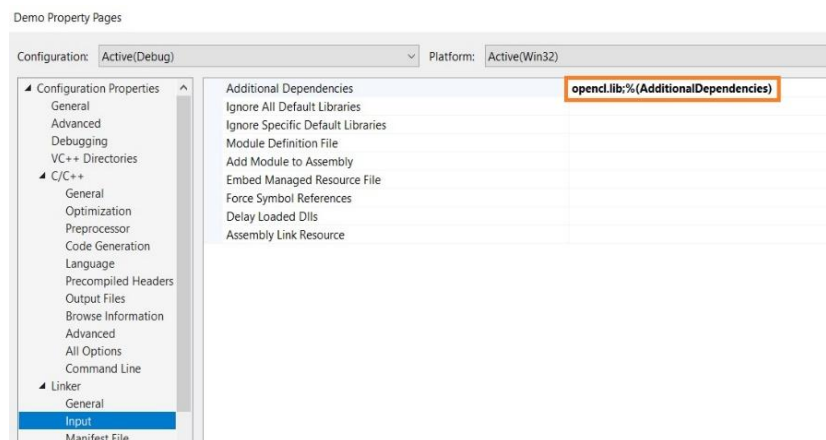 Demo Property Pages
Configuration: Active(Debug) Platform: Active(Win32)
Configuration Properties
General
Advanced
Debugging
VC++ Directories
C/C++
General
Optimization
Preprocessor
Code Generation
Language
Precompiled Headers
Output Files
Browse Information
Advanced
All Options
Command Line
Linker
General
Input
Manifest File
Additional Dependencies opencl.lib;%(AdditionalDependencies)
Ignore All Default Libraries
Ignore Specific Default Libraries
Module Definition File
Add Module to Assembly
Embed Managed Resource File
Force Symbol References
Delay Loaded Dlls
Assembly Link Resource